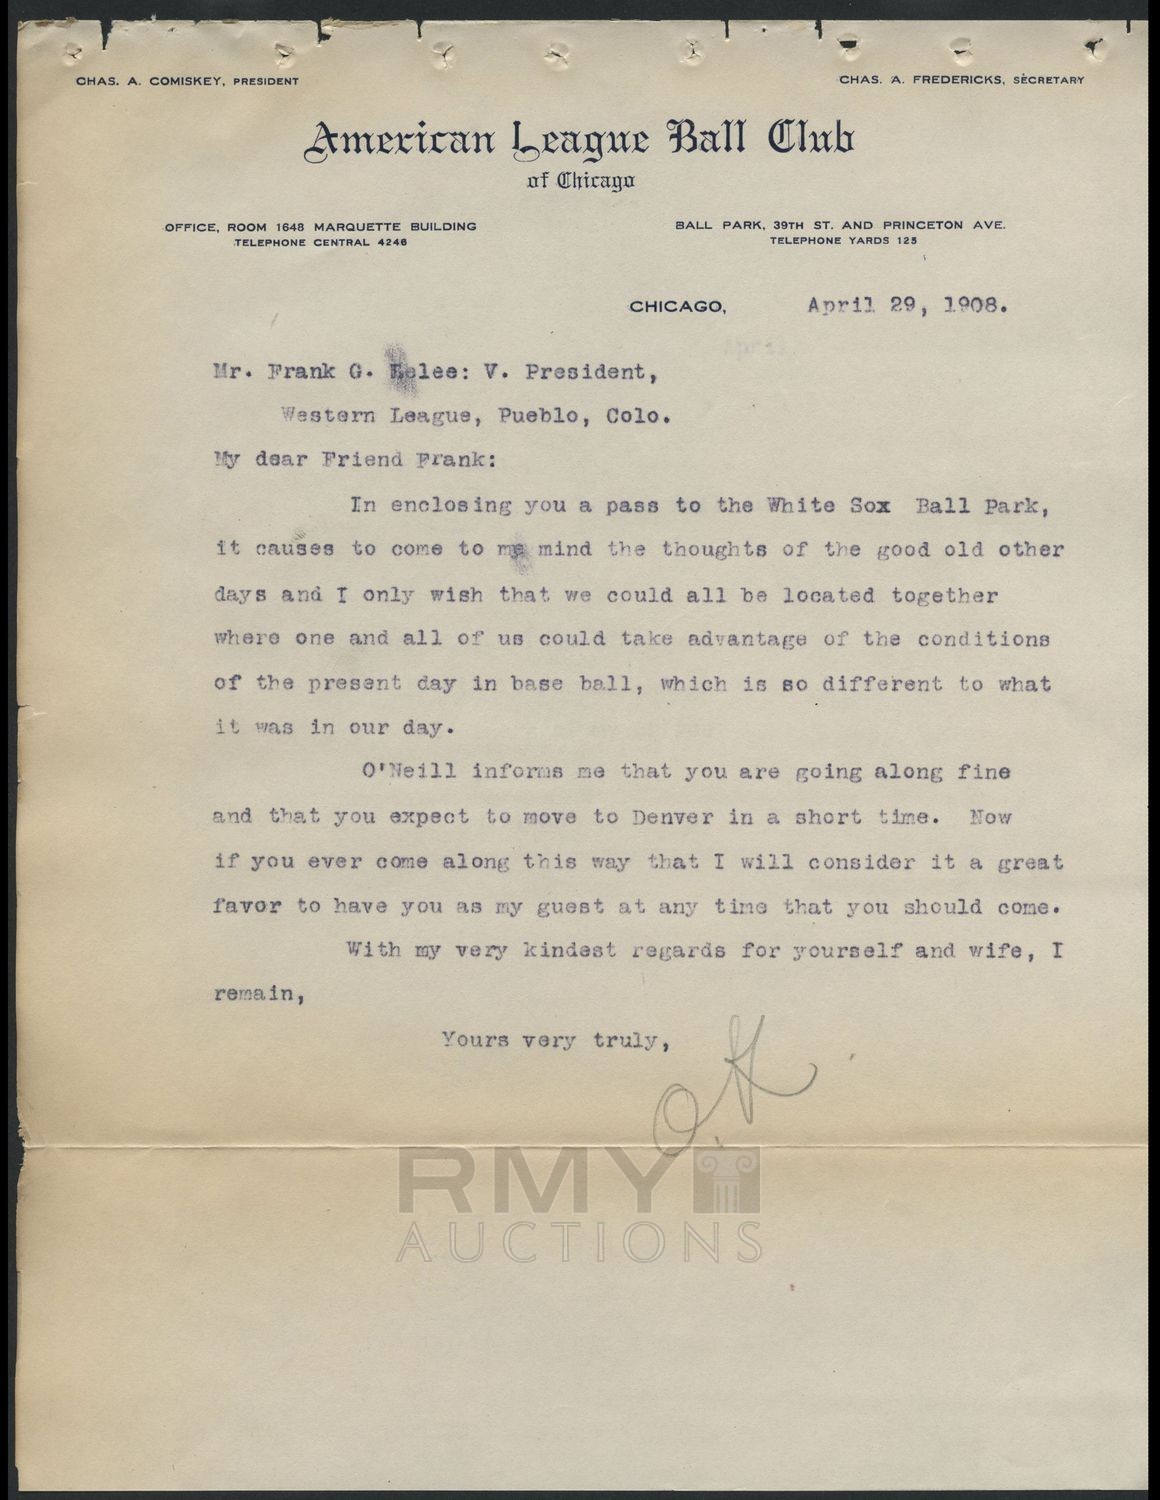 CHAS. A. COMISKEY, PRESIDENT
CHAS. A. FREDERICKS, SECRETARY
American League Ball Club
of Chicago
OFFICE, ROOM 1648 MARQUETTE BUILDING
TELEPHONE CENTRAL 4246
BALL PARK, 39TH ST. AND PRINCETON AVE.
TELEPHONE YARDS 125
CHICAGO, April 29, 1908.
Mr. Frank G. Selee: V. President,
Western League, Pueblo, Colo.
My dear Friend Frank:
In enclosing you a pass to the White Sox Ball Park,
it causes to come to my mind the thoughts of the good old other
days and I only wish that we could all be located together
where one and all of us could take advantage of the conditions
of the present day in base ball, which is so different to what
it was in our day.
O'Neill informs me that you are going along fine
and that you expect to move to Denver in a short time. Now
if you ever come along this way that I will consider it a great
favor to have you as my guest at any time that you should come.
With my very kindest regards for yourself and wife, I
remain,
Yours very truly,
O.K
RMY
AUCTIONS